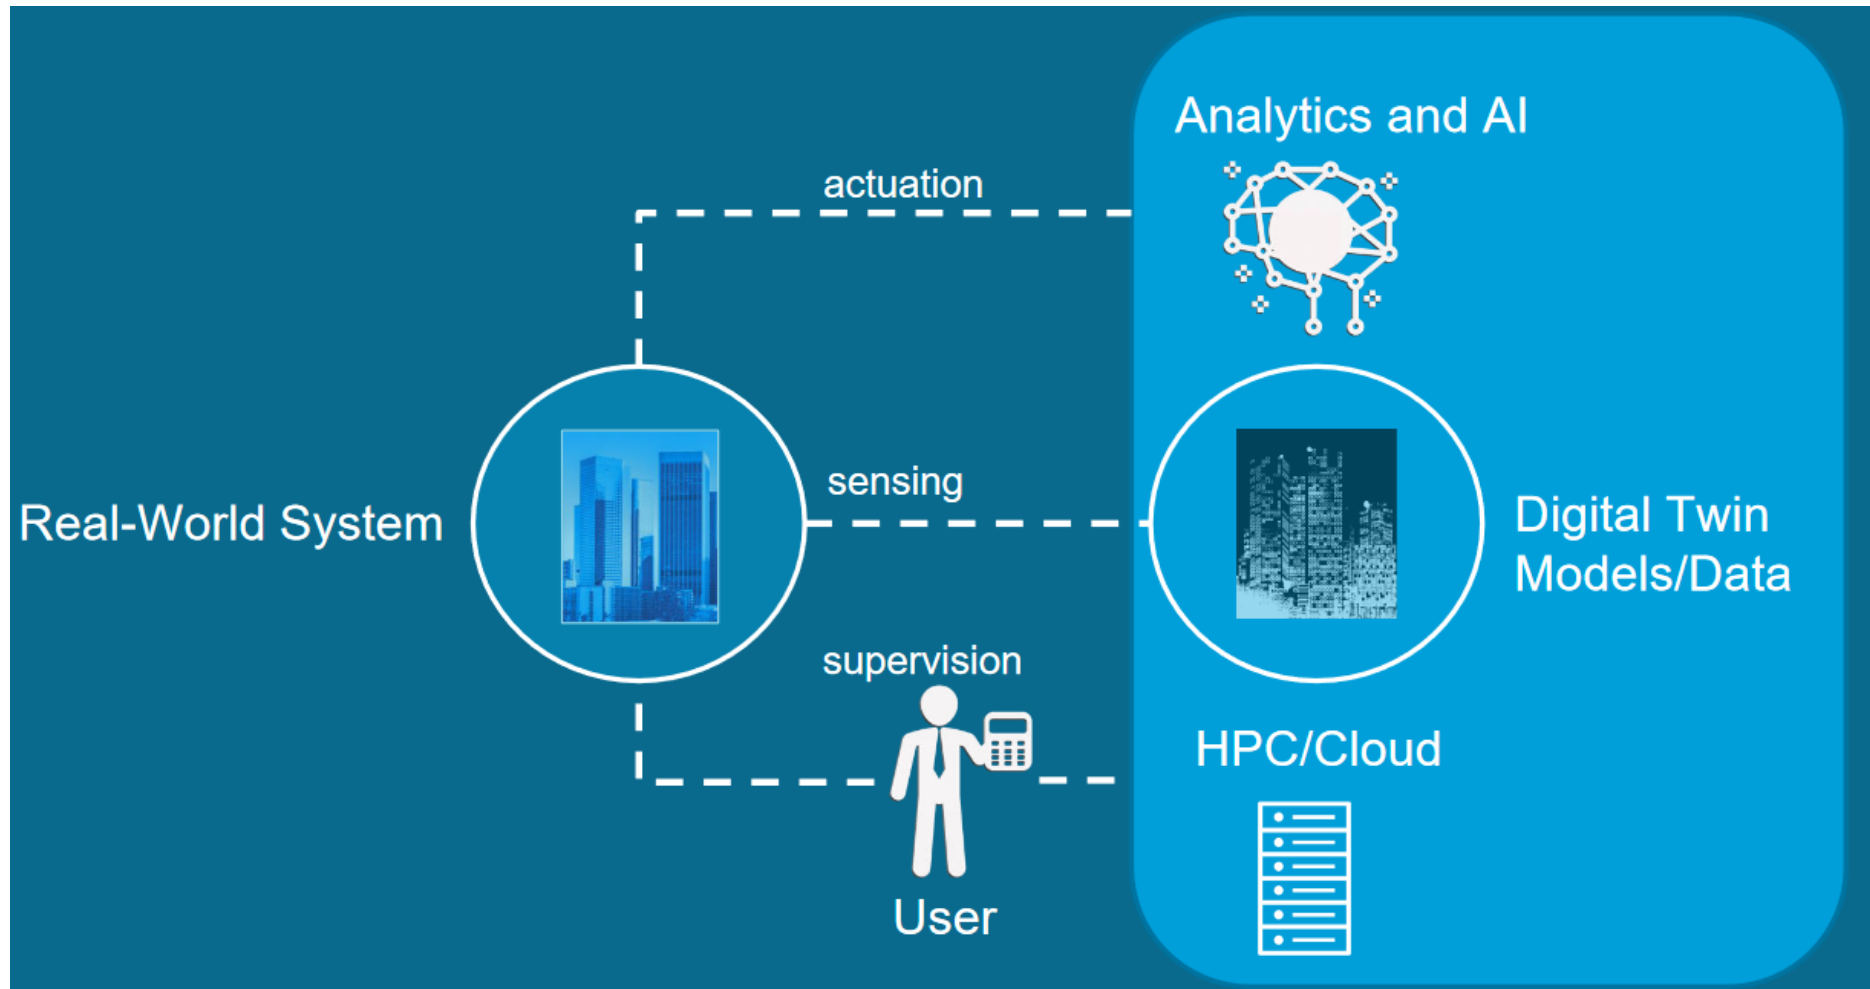 Analytics and AI
actuation
sensing
Real-World System
Digital Twin
Models/Data
supervision
HPC/Cloud
User